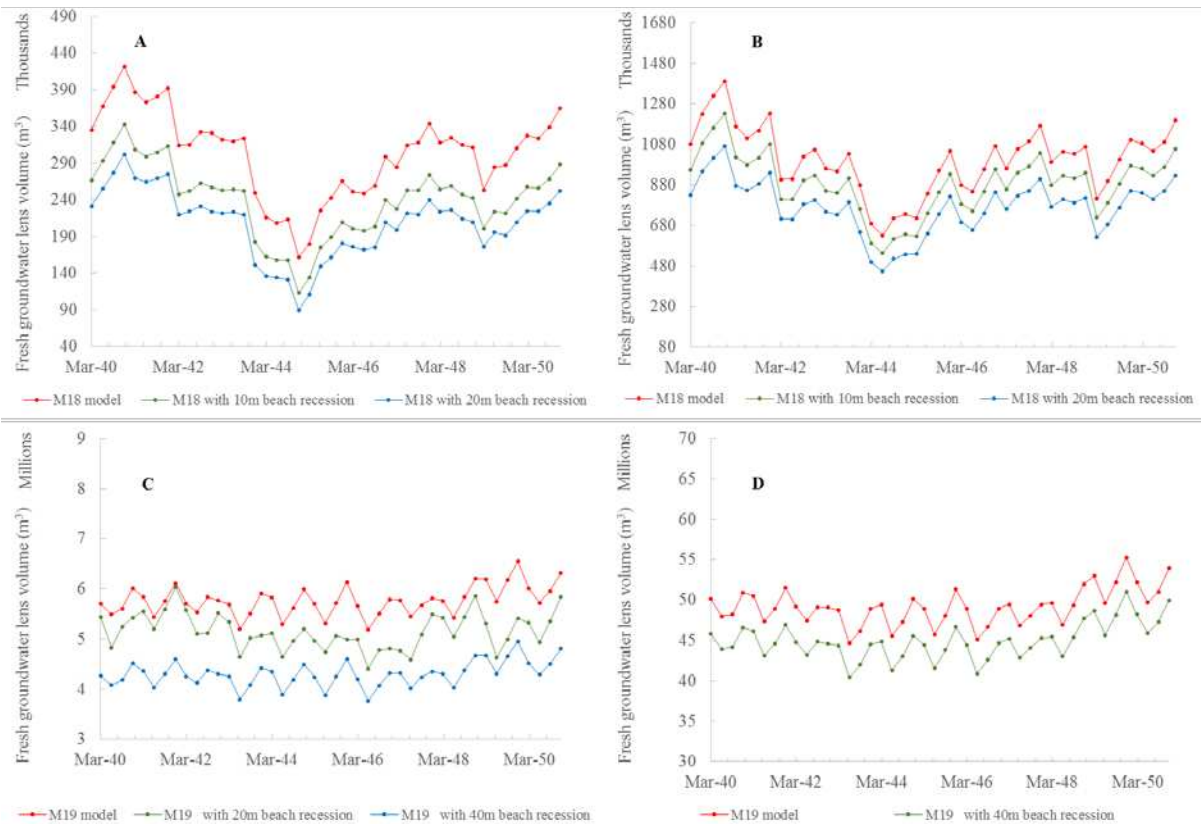 Fresh groundwater lens volume (m³) Thousands
A
490
440
390
340
290
240
190
140
90
40
Mar-40 Mar-42 Mar-44 Mar-46 Mar-48 Mar-50
M18 model M18 with 10m beach recession M18 with 20m beach recession
Fresh groundwater lens volume (m³) Thousands
B
1680
1480
1280
1080
880
680
480
280
80
Mar-40 Mar-42 Mar-44 Mar-46 Mar-48 Mar-50
M18 model M18 with 10m beach recession M18 with 20m beach recession
Fresh groundwater lens volume (m³) Millions
C
9
8
7
6
5
4
3
Mar-40 Mar-42 Mar-44 Mar-46 Mar-48 Mar-50
M19 model M19 with 20m beach recession M19 with 40m beach recession
Fresh groundwater lens volume (m³) Millions
D
70
65
60
55
50
45
40
35
30
Mar-40 Mar-42 Mar-44 Mar-46 Mar-48 Mar-50
M19 model M19 with 40m beach recession